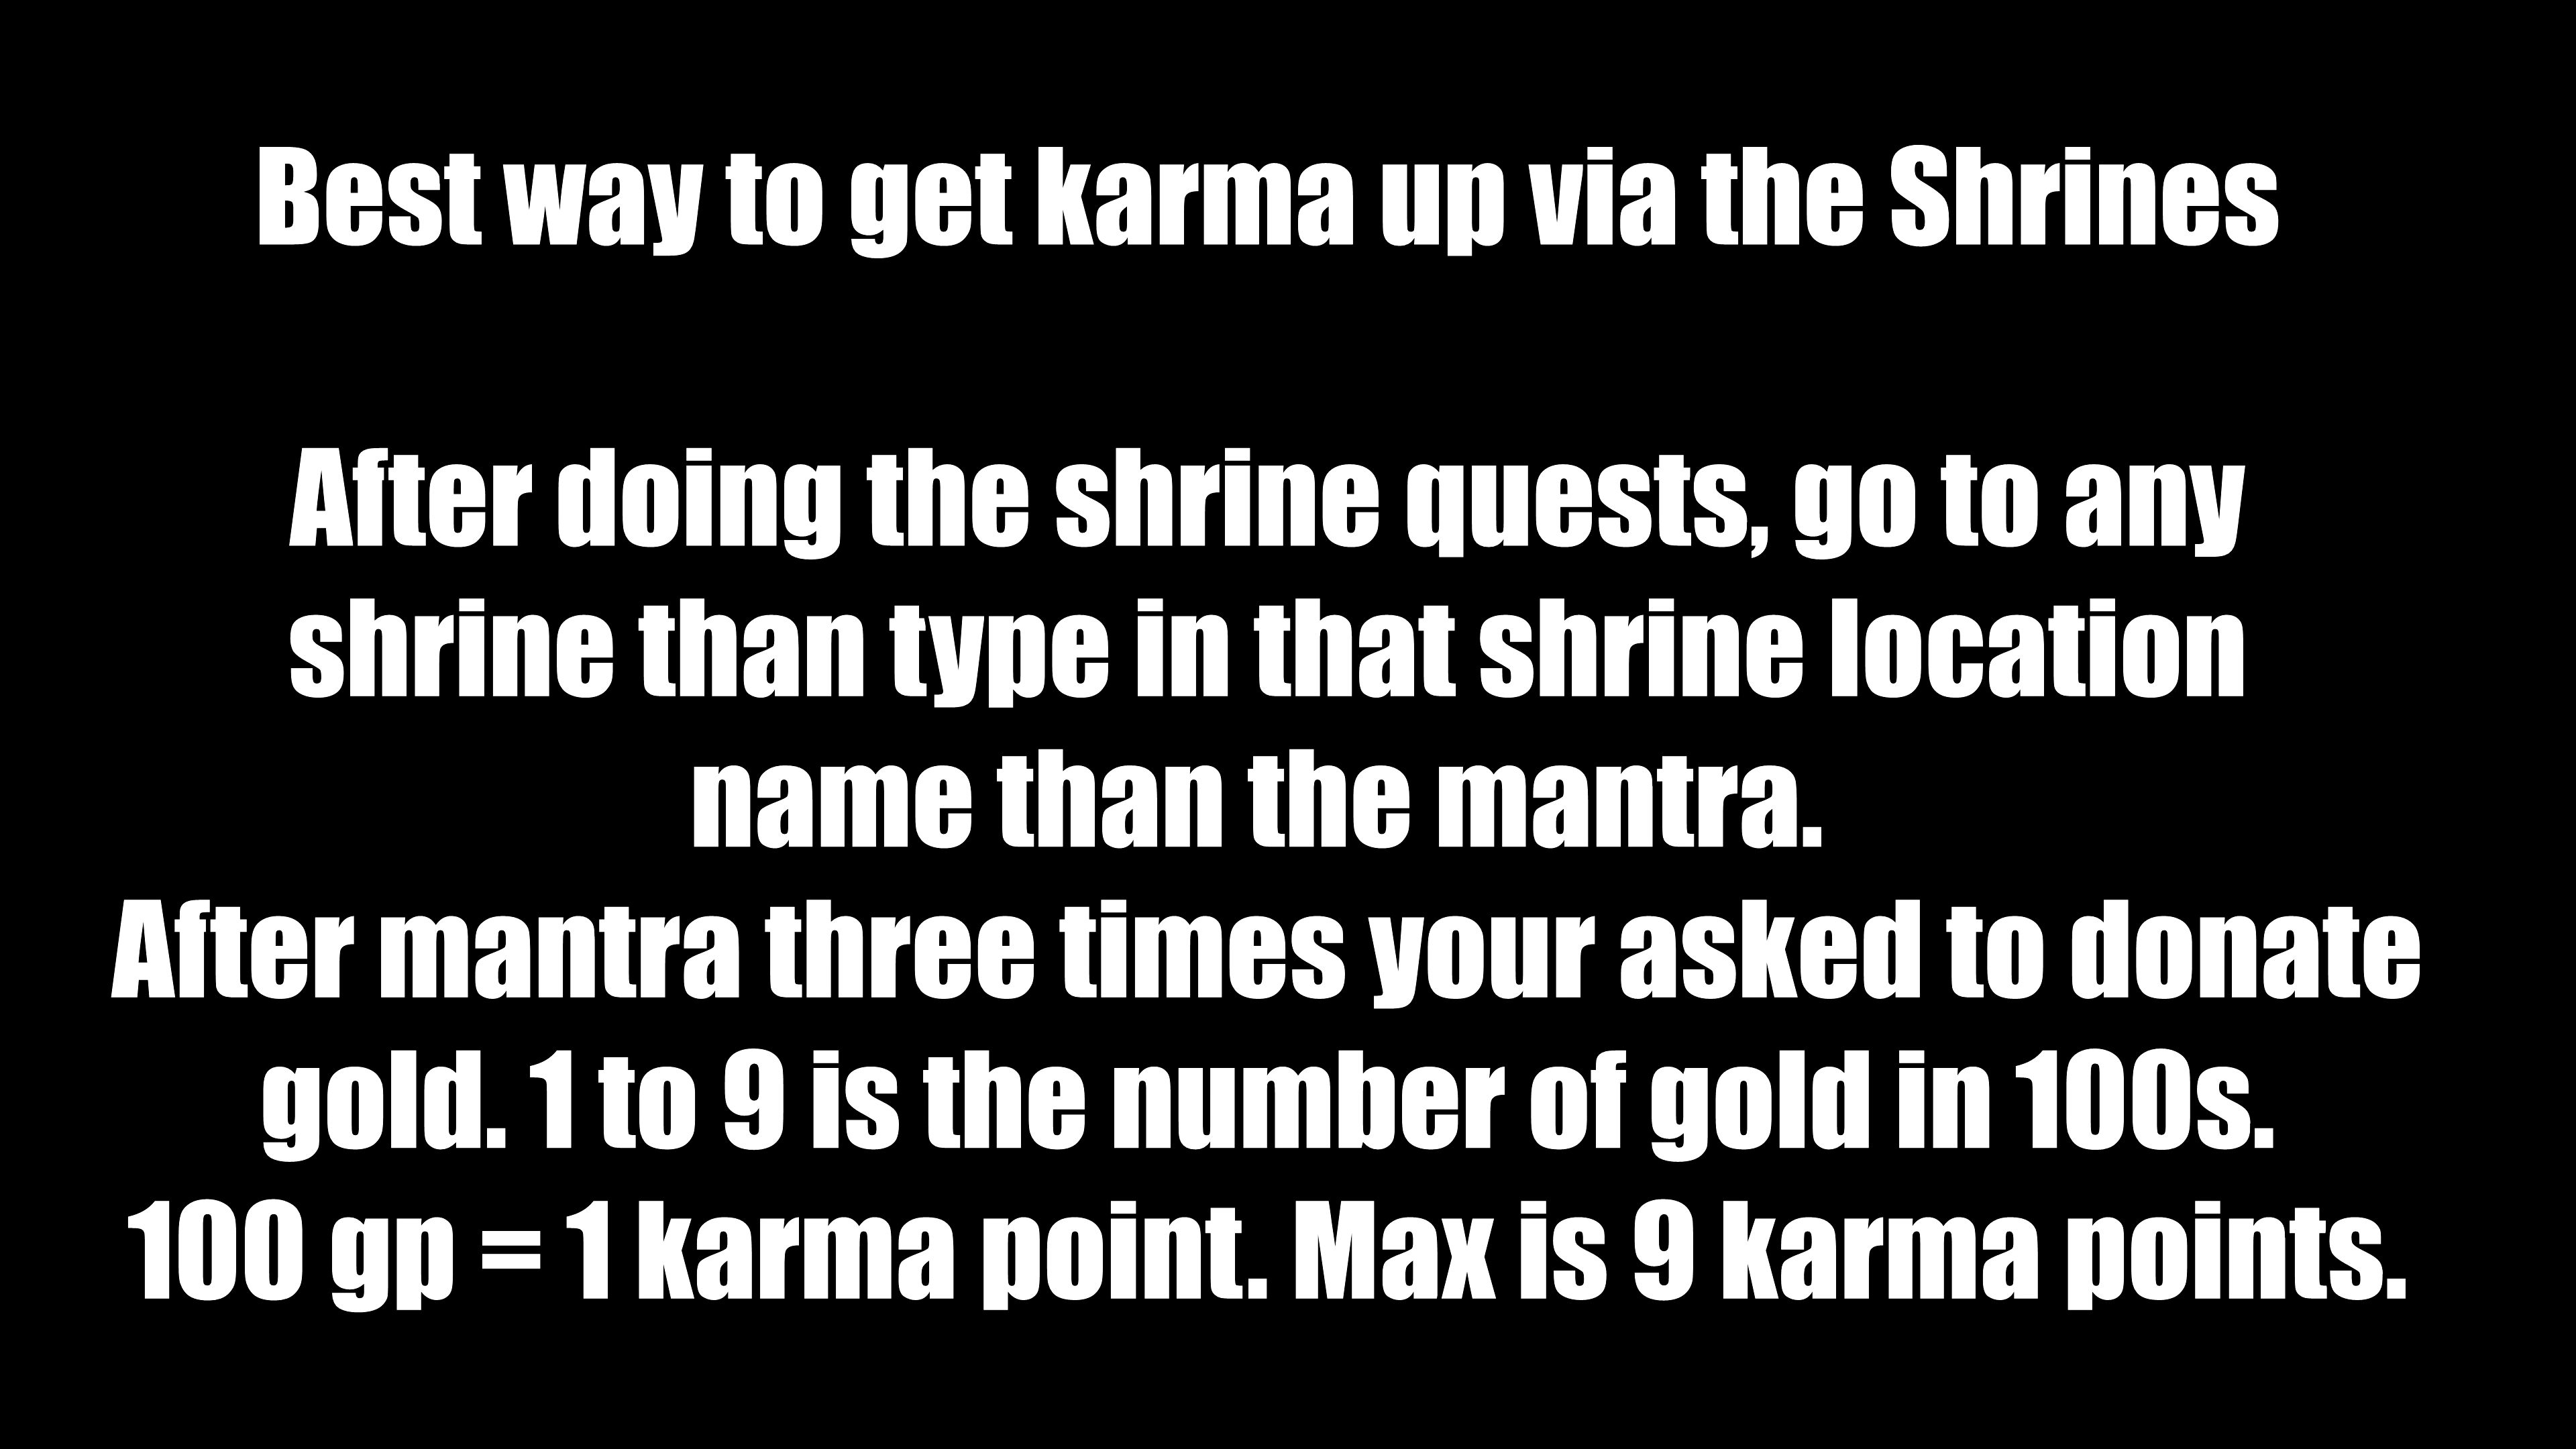 Best way to get karma up via the Shrines
After doing the shrine quests, go to any
shrine than type in that shrine location
name than the mantra.
After mantra three times your asked to donate
gold. 1 to 9 is the number of gold in 100s.
100 gp = 1 karma point. Max is 9 karma points.